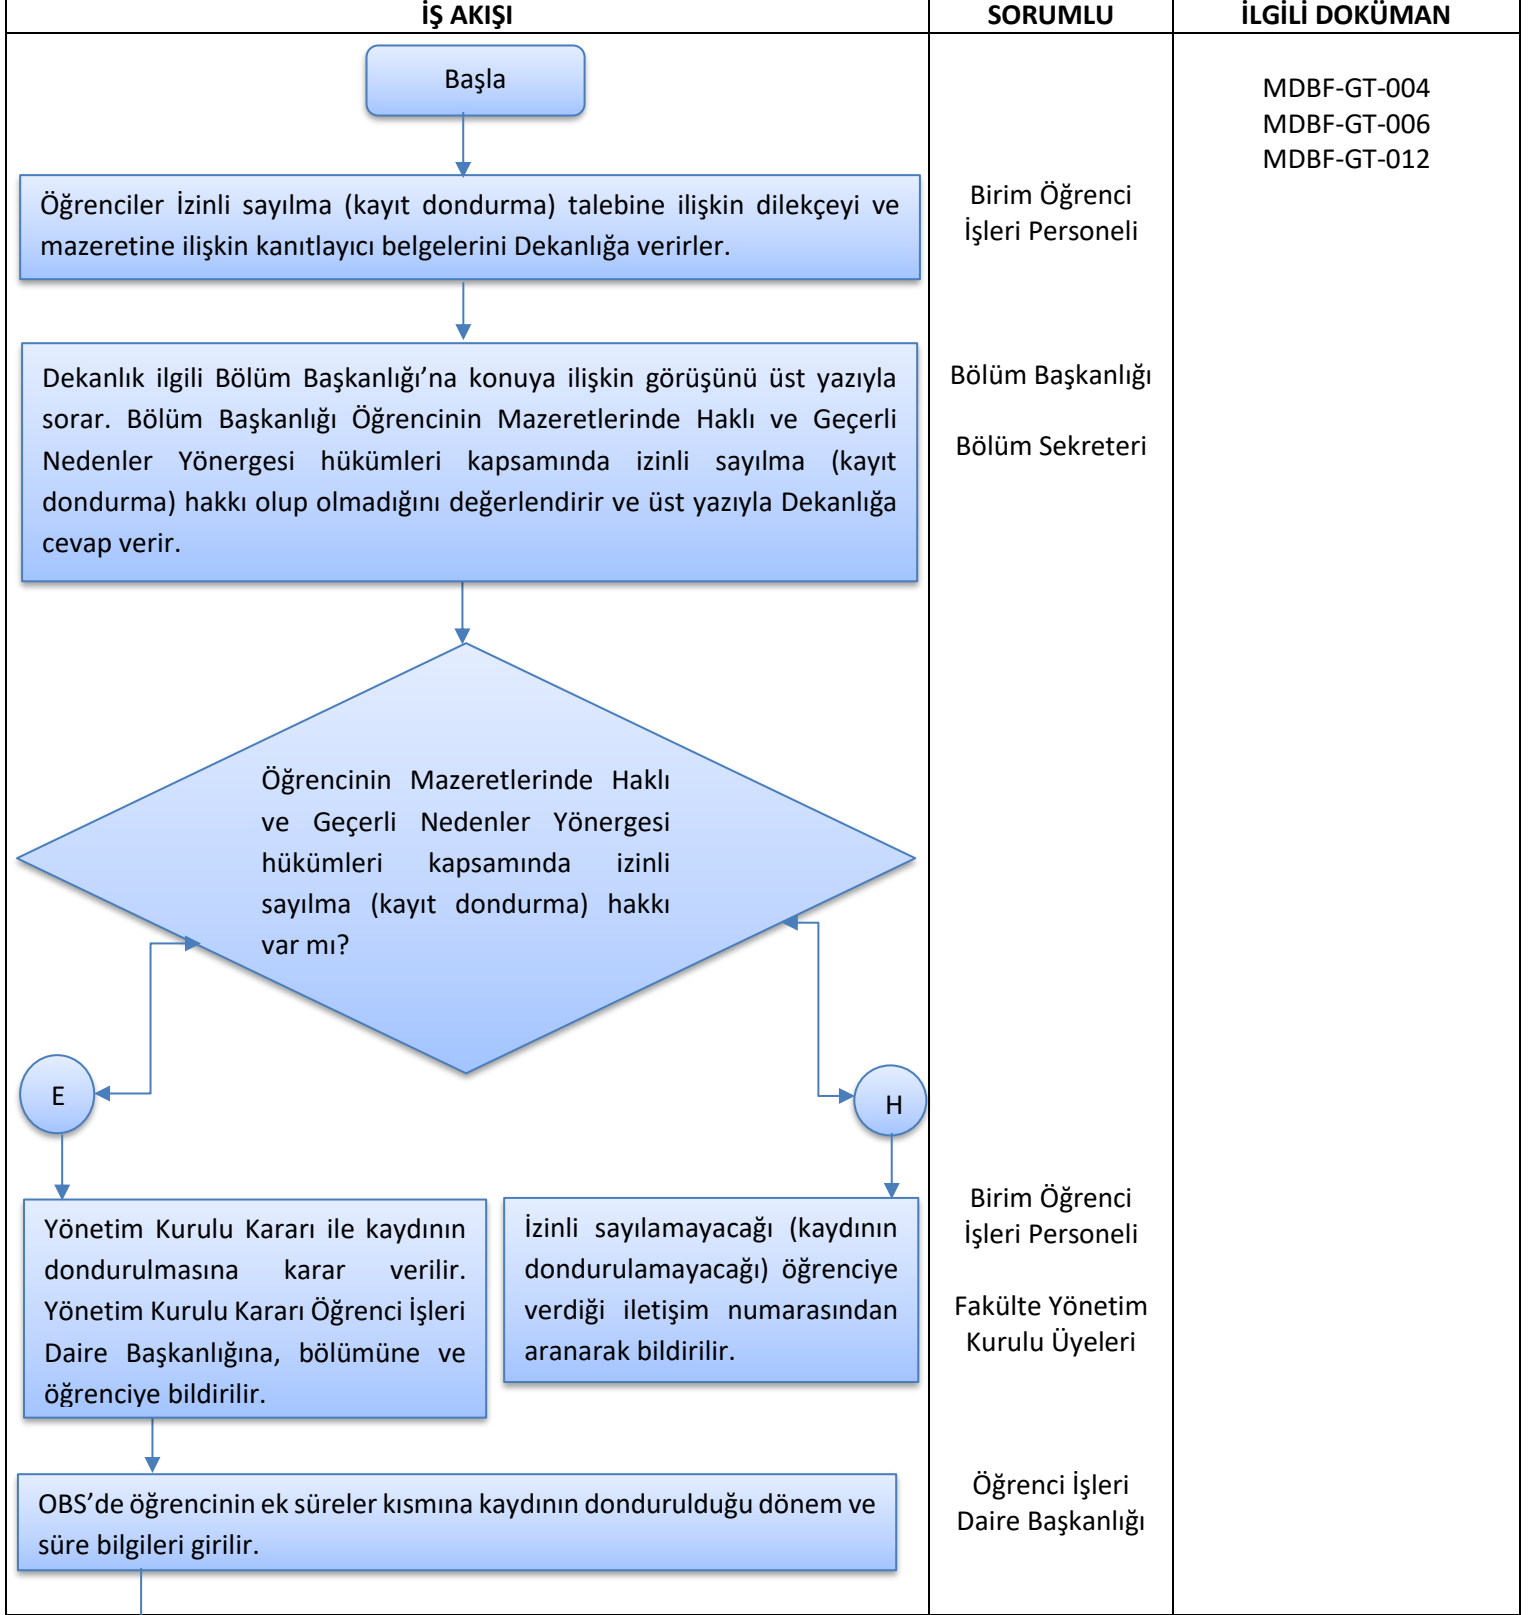 İŞ AKIŞI
SORUMLU
İLGİLİ DOKÜMAN
Başla
MDBF-GT-004
MDBF-GT-006
MDBF-GT-012
Öğrenciler İzinli sayılma (kayıt dondurma) talebine ilişkin dilekçeyi ve
mazeretine ilişkin kanıtlayıcı belgelerini Dekanlığa verirler.
Birim Öğrenci
İşleri Personeli
Dekanlık ilgili Bölüm Başkanlığı’na konuya ilişkin görüşünü üst yazıyla
sorar. Bölüm Başkanlığı Öğrencinin Mazeretlerinde Haklı ve Geçerli
Nedenler Yönergesi hükümleri kapsamında izinli sayılma (kayıt
dondurma) hakkı olup olmadığını değerlendirir ve üst yazıyla Dekanlığa
cevap verir.
Bölüm Başkanlığı
Bölüm Sekreteri
Öğrencinin Mazeretlerinde Haklı
ve Geçerli Nedenler Yönergesi
hükümleri kapsamında izinli
sayılma (kayıt dondurma) hakkı
var mı?
E
H
Yönetim Kurulu Kararı ile kaydının
dondurulmasına karar verilir.
Yönetim Kurulu Kararı Öğrenci İşleri
Daire Başkanlığına, bölümüne ve
öğrenciye bildirilir.
İzinli sayılamayacağı (kaydının
dondurulamayacağı) öğrenciye
verdiği iletişim numarasından
aranarak bildirilir.
Birim Öğrenci
İşleri Personeli
Fakülte Yönetim
Kurulu Üyeleri
OBS’de öğrencinin ek süreler kısmına kaydının dondurulduğu dönem ve
süre bilgileri girilir.
Öğrenci İşleri
Daire Başkanlığı